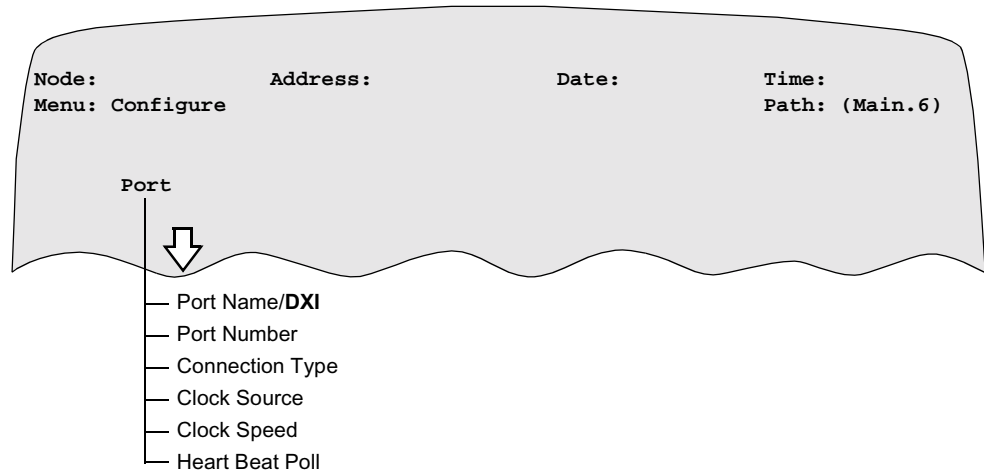 Node: Address: Date: Time:
Menu: Configure Path: (Main.6)
Port
Port Name/DXI
Port Number
Connection Type
Clock Source
Clock Speed
Heart Beat Poll